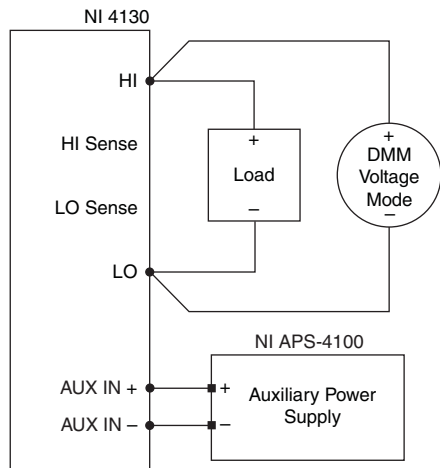 NI 4130
HI
HI Sense
LO Sense
LO
+
Load
–
+
DMM
Voltage
Mode
–
NI APS-4100
AUX IN +
AUX IN –
+
–
Auxiliary Power
Supply